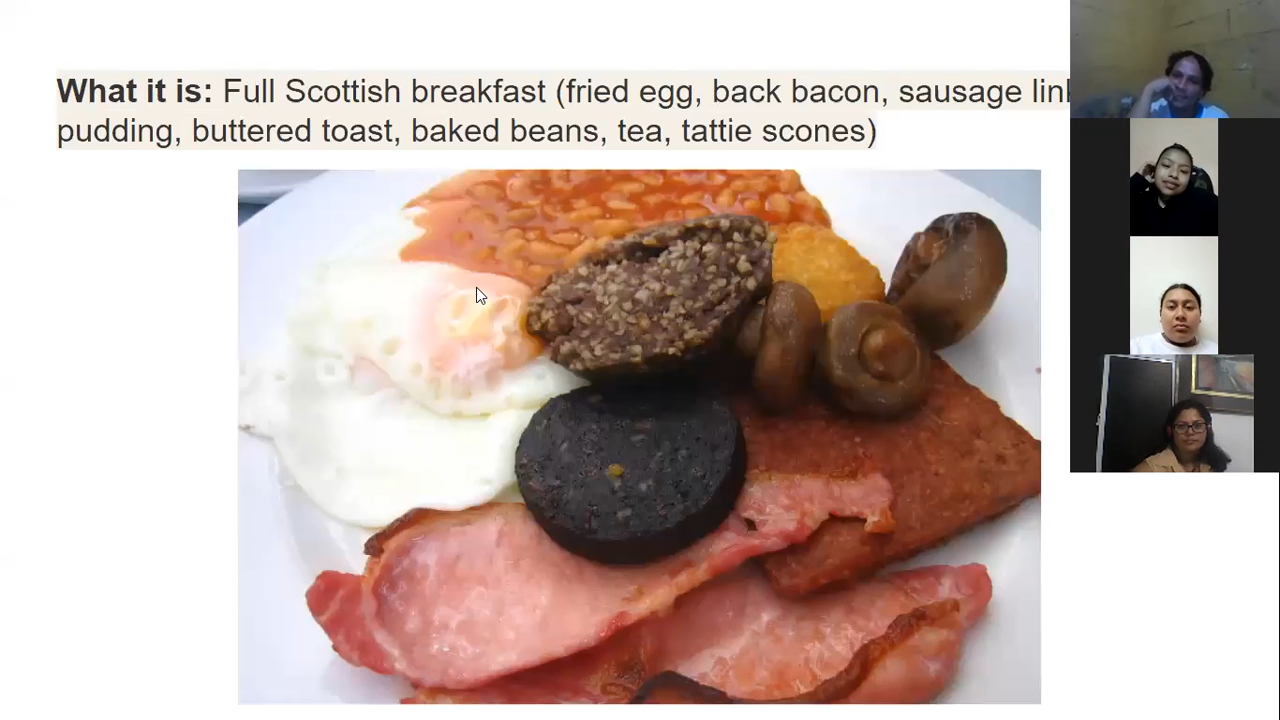 What it is: Full Scottish breakfast (fried egg, back bacon, sausage
pudding, buttered toast, baked beans, tea, tattie scones)